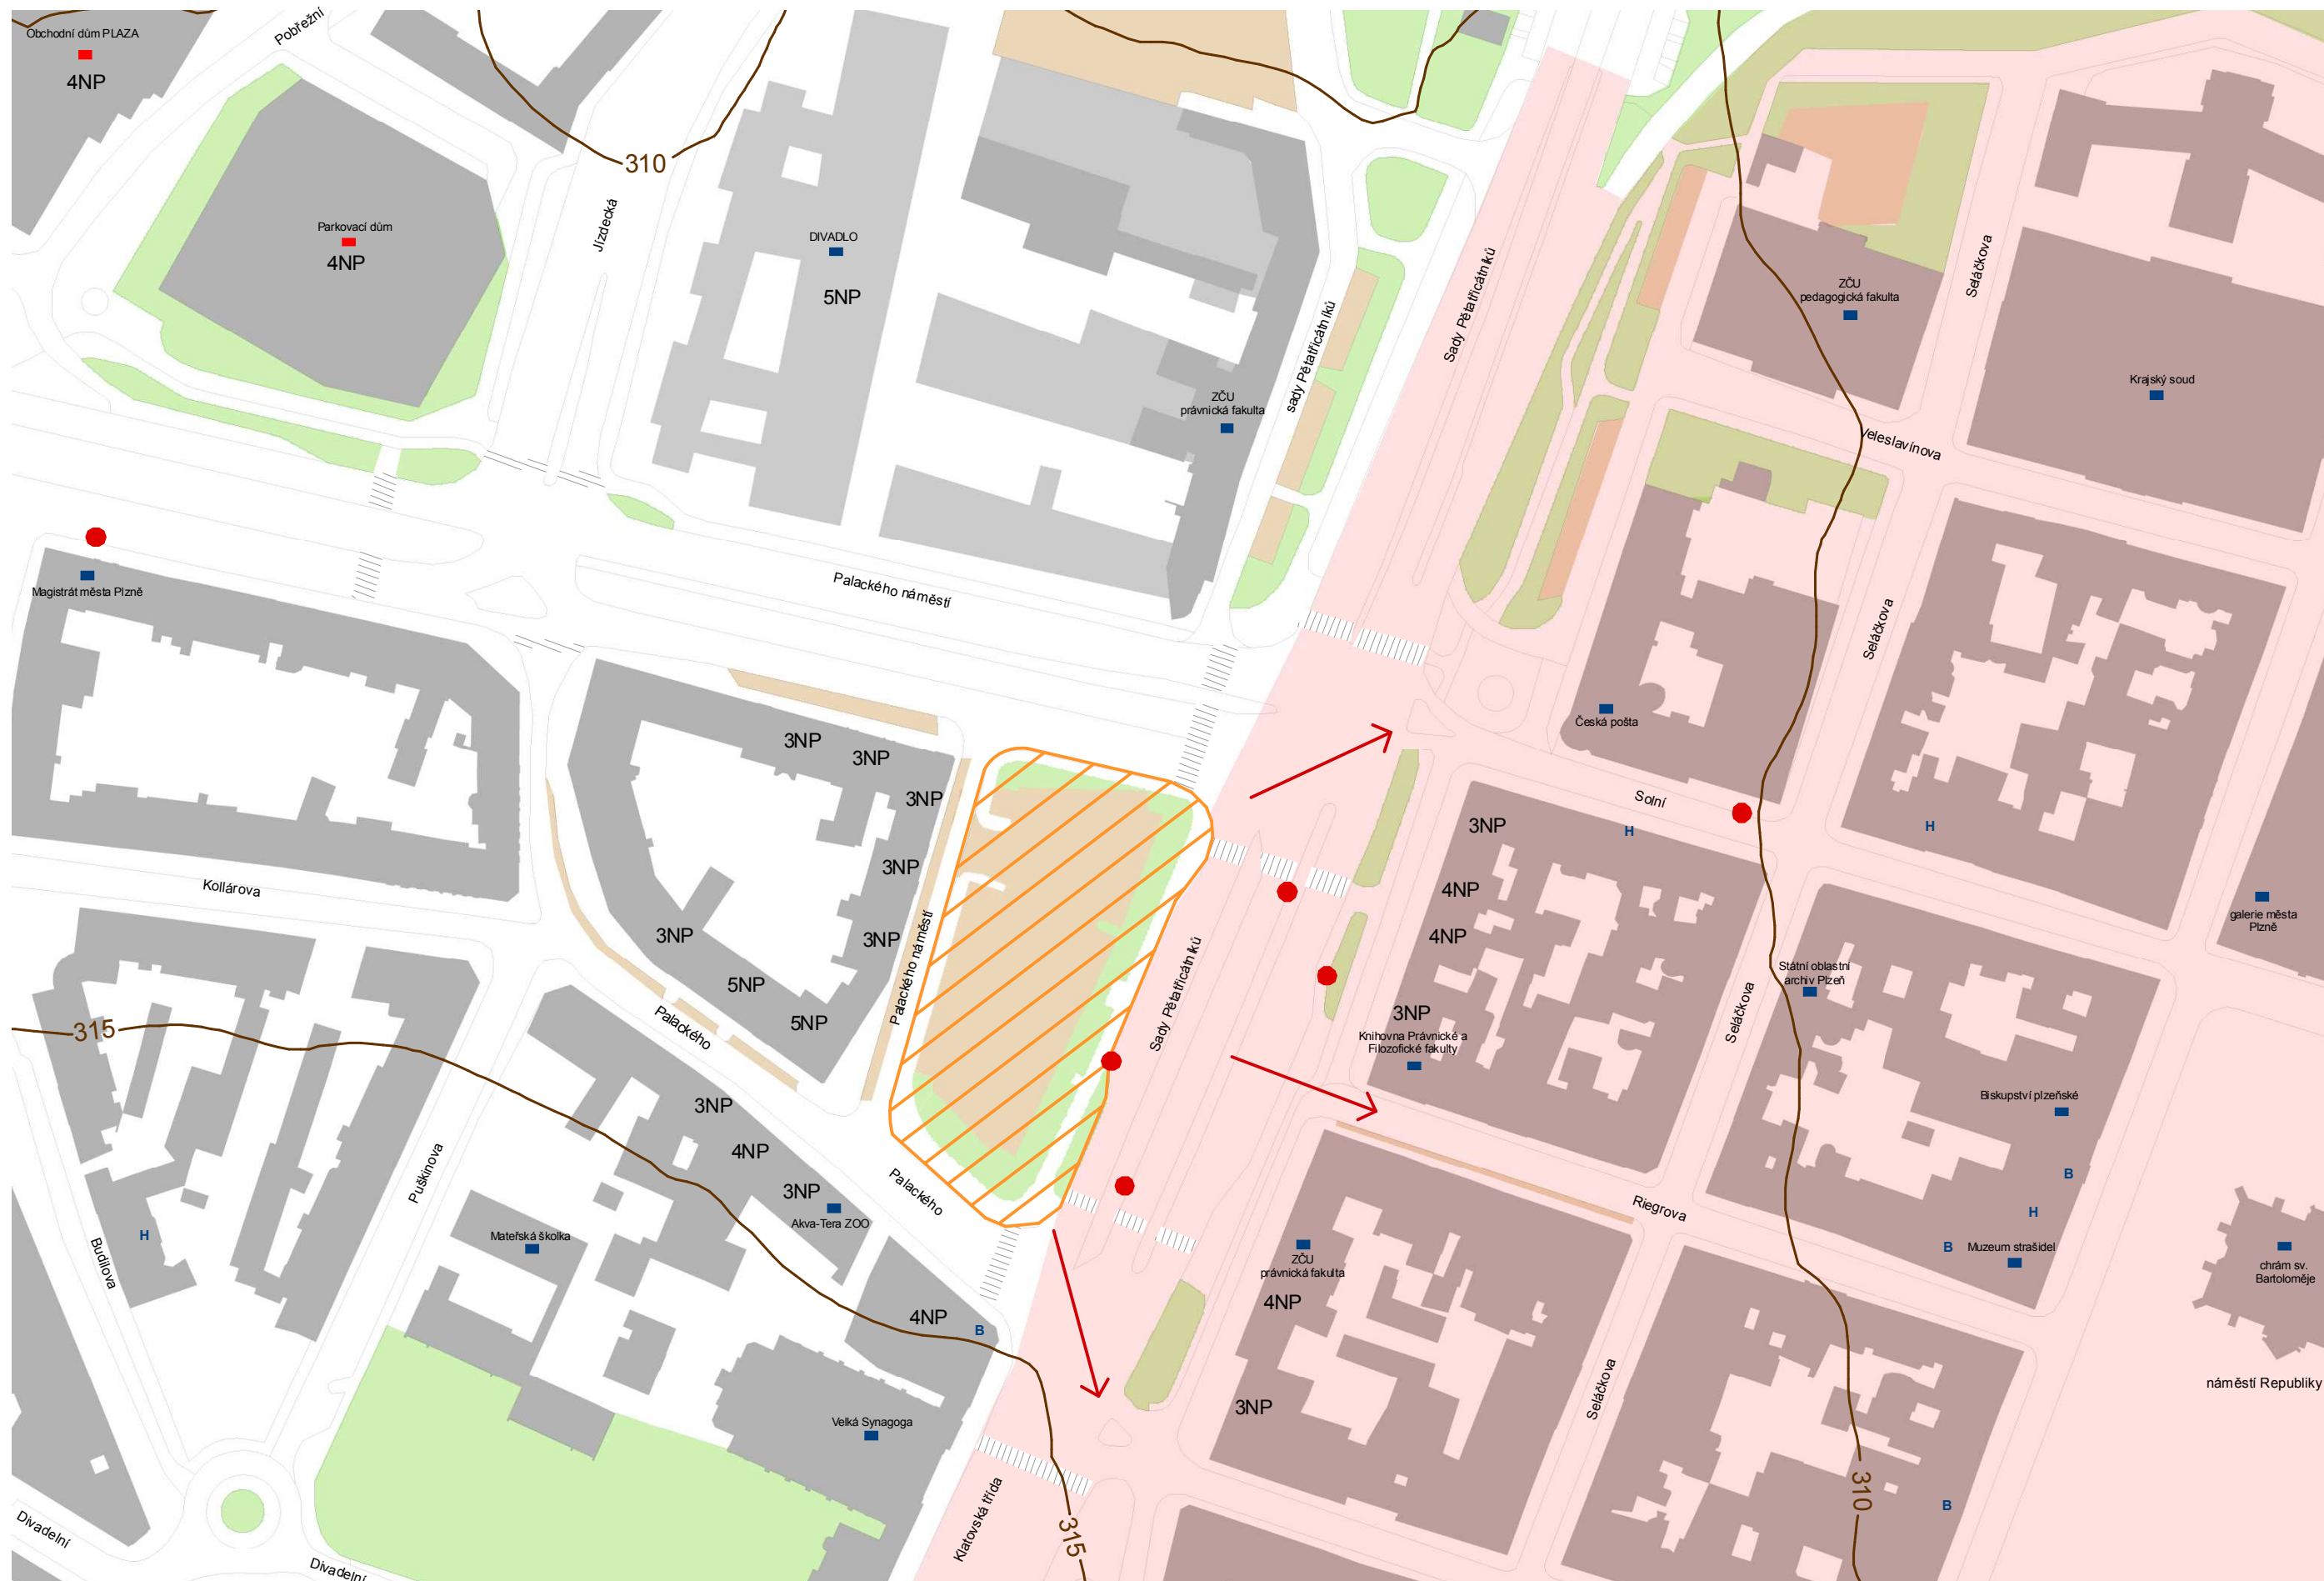 Obchodní dům PLAZA
4NP
Pobřežní
310
Parkovací dům
4NP
Jízdecká
DIVADLO
5NP
sady Pětatřicátníků
Sady Pětatřicátníků
ZČU
právnická fakulta
ZČU
pedagogická fakulta
Seláčkova
Krajský soud
Veleslavínova
Magistrát města Plzně
Palackého náměstí
Seláčkova
Česká pošta
3NP
3NP
3NP
3NP
3NP
3NP
5NP
5NP
Palackého náměstí
Solní
H
H
3NP
4NP
4NP
3NP
Knihovna Právnické a
Filozofické fakulty
Kollárova
galerie města
Plzně
Státní oblastní
archiv Plzeň
Seláčkova
Sady Pětatřicátníků
315
Palackého
Biskupství plzeňské
B
H
B
Muzeum strašidel
3NP
4NP
3NP
Akva-Tera ZOO
Palackého
Puškinova
Mateřská školka
H
Budilova
Riegrova
ZČU
právnická fakulta
4NP
3NP
chrám sv.
Bartoloměje
4NP
B
náměstí Republiky
Seláčkova
Velká Synagoga
Klatovská třída
315
310
B
Divadelní
Divadelní